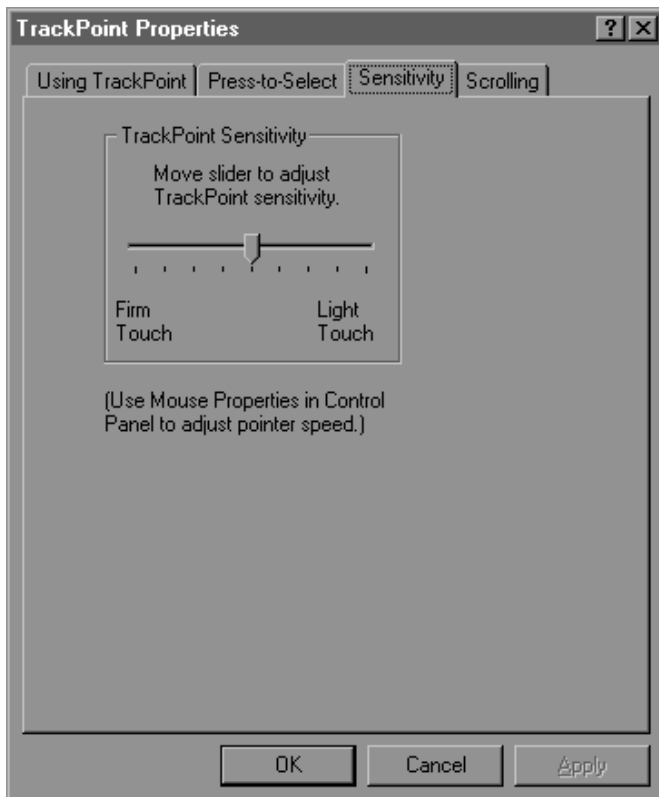 TrackPoint Properties
Using TrackPoint Press-to-Select Sensitivity Scrolling
TrackPoint Sensitivity
Move slider to adjust
TrackPoint sensitivity.
Firm Light
Touch Touch
(Use Mouse Properties in Control
Panel to adjust pointer speed.)
OK Cancel Apply